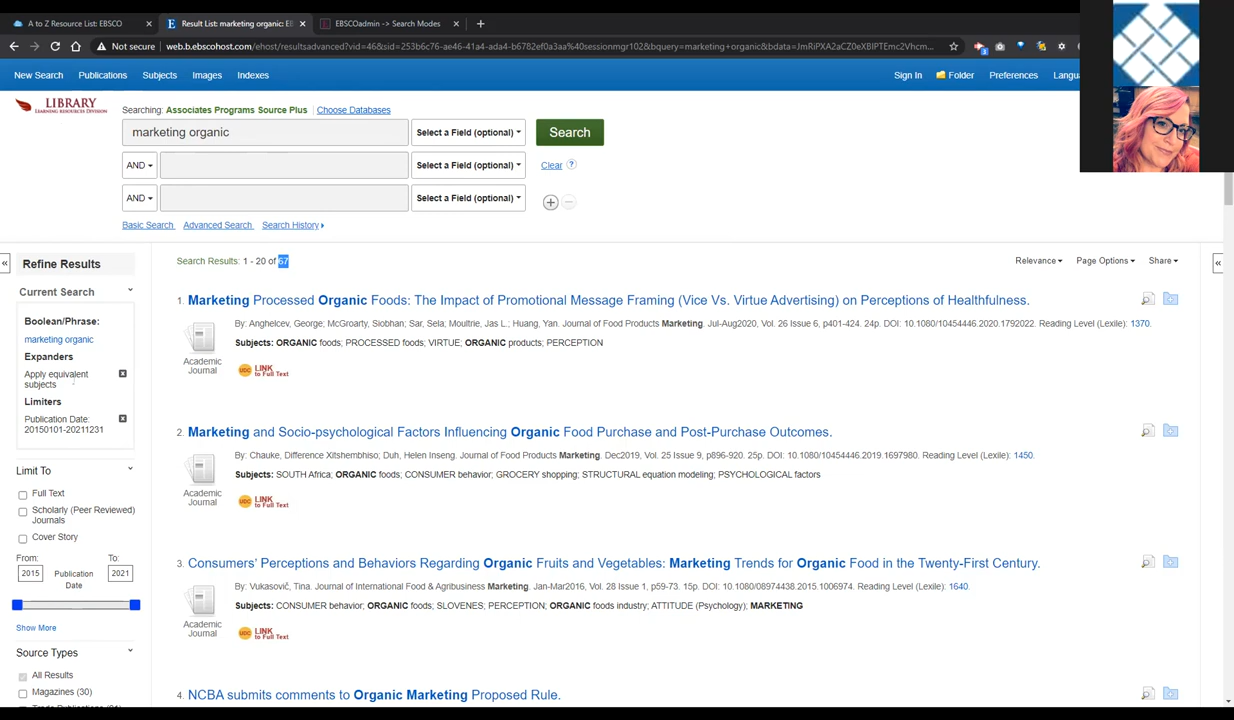 A to Z Resource List: EBSCO
Result List: marketing organic: EB
EBSCOadmin -> Search Modes
Not secure
web.b.ebscohost.com/ehost/resultsadvanced?vid=46&sid=253b6c76-ae46-41a4-ada4-b6782ef0a3aa%40sessionmgr102&bquery=marketing+organic&bdata=JmRiPXA2aCZ0eXBlPTEmc2Vhcm...
New Search
Publications
Subjects
Images
Indexes
Sign In
Folder
Preferences
Langu
LIBRARY
LEARNING RESOURCES DIVISION
Searching: Associates Programs Source Plus
Choose Databases
marketing organic
Select a Field (optional)
Search
AND
Select a Field (optional)
Clear
?
AND
Select a Field (optional)
Basic Search
Advanced Search
Search History
Refine Results
Current Search
Boolean/Phrase:
marketing organic
Expanders
Apply equivalent
subjects
Limiters
Publication Date:
20150101-20211231
Limit To
Full Text
Scholarly (Peer Reviewed)
Journals
Cover Story
From:
To:
2015
Publication
Date
2021
Show More
Source Types
All Results
Magazines (30)
Search Results: 1 - 20 of 67
Relevance
Page Options
Share
1. Marketing Processed Organic Foods: The Impact of Promotional Message Framing (Vice Vs. Virtue Advertising) on Perceptions of Healthfulness.
By: Anghelcev, George; McGroarty, Siobhan; Sar, Sela; Moultrie, Jas L.; Huang, Yan. Journal of Food Products Marketing. Jul-Aug2020, Vol. 26 Issue 6, p401-424. 24p. DOI: 10.1080/10454446.2020.1792022. Reading Level (Lexile): 1370.
Subjects: ORGANIC foods; PROCESSED foods; VIRTUE; ORGANIC products; PERCEPTION
Academic
Journal
UDC LINK
to Full Text
2. Marketing and Socio-psychological Factors Influencing Organic Food Purchase and Post-Purchase Outcomes.
By: Chauke, Difference Xitshembhiso; Duh, Helen Inseng. Journal of Food Products Marketing. Dec2019, Vol. 25 Issue 9, p896-920. 25p. DOI: 10.1080/10454446.2019.1697980. Reading Level (Lexile): 1450.
Subjects: SOUTH Africa; ORGANIC foods; CONSUMER behavior; GROCERY shopping; STRUCTURAL equation modeling; PSYCHOLOGICAL factors
Academic
Journal
UDC LINK
to Full Text
3. Consumers' Perceptions and Behaviors Regarding Organic Fruits and Vegetables: Marketing Trends for Organic Food in the Twenty-First Century.
By: Vukasovič, Tina. Journal of International Food & Agribusiness Marketing. Jan-Mar2016, Vol. 28 Issue 1, p59-73. 15p. DOI: 10.1080/08974438.2015.1006974. Reading Level (Lexile): 1640.
Subjects: CONSUMER behavior; ORGANIC foods; SLOVENES; PERCEPTION; ORGANIC foods industry; ATTITUDE (Psychology); MARKETING
Academic
Journal
UDC LINK
to Full Text
4. NCBA submits comments to Organic Marketing Proposed Rule.